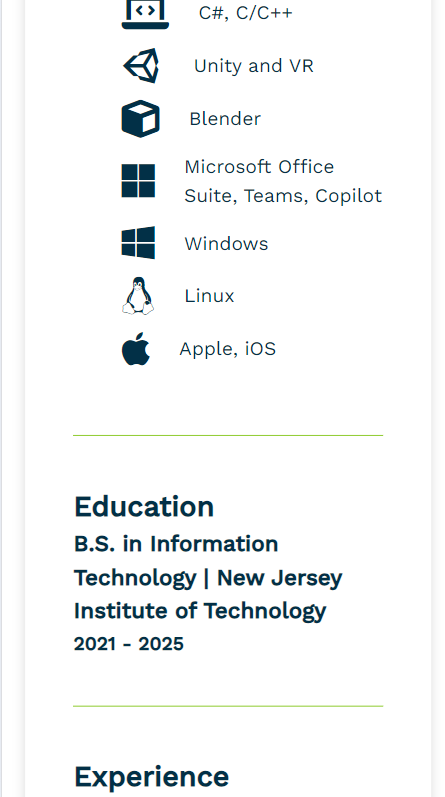 C#, C/C++
Unity and VR
Blender
Microsoft Office
Suite, Teams, Copilot
Windows
Linux
Apple, iOS
Education
B.S. in Information
Technology | New Jersey
Institute of Technology
2021 - 2025
Experience